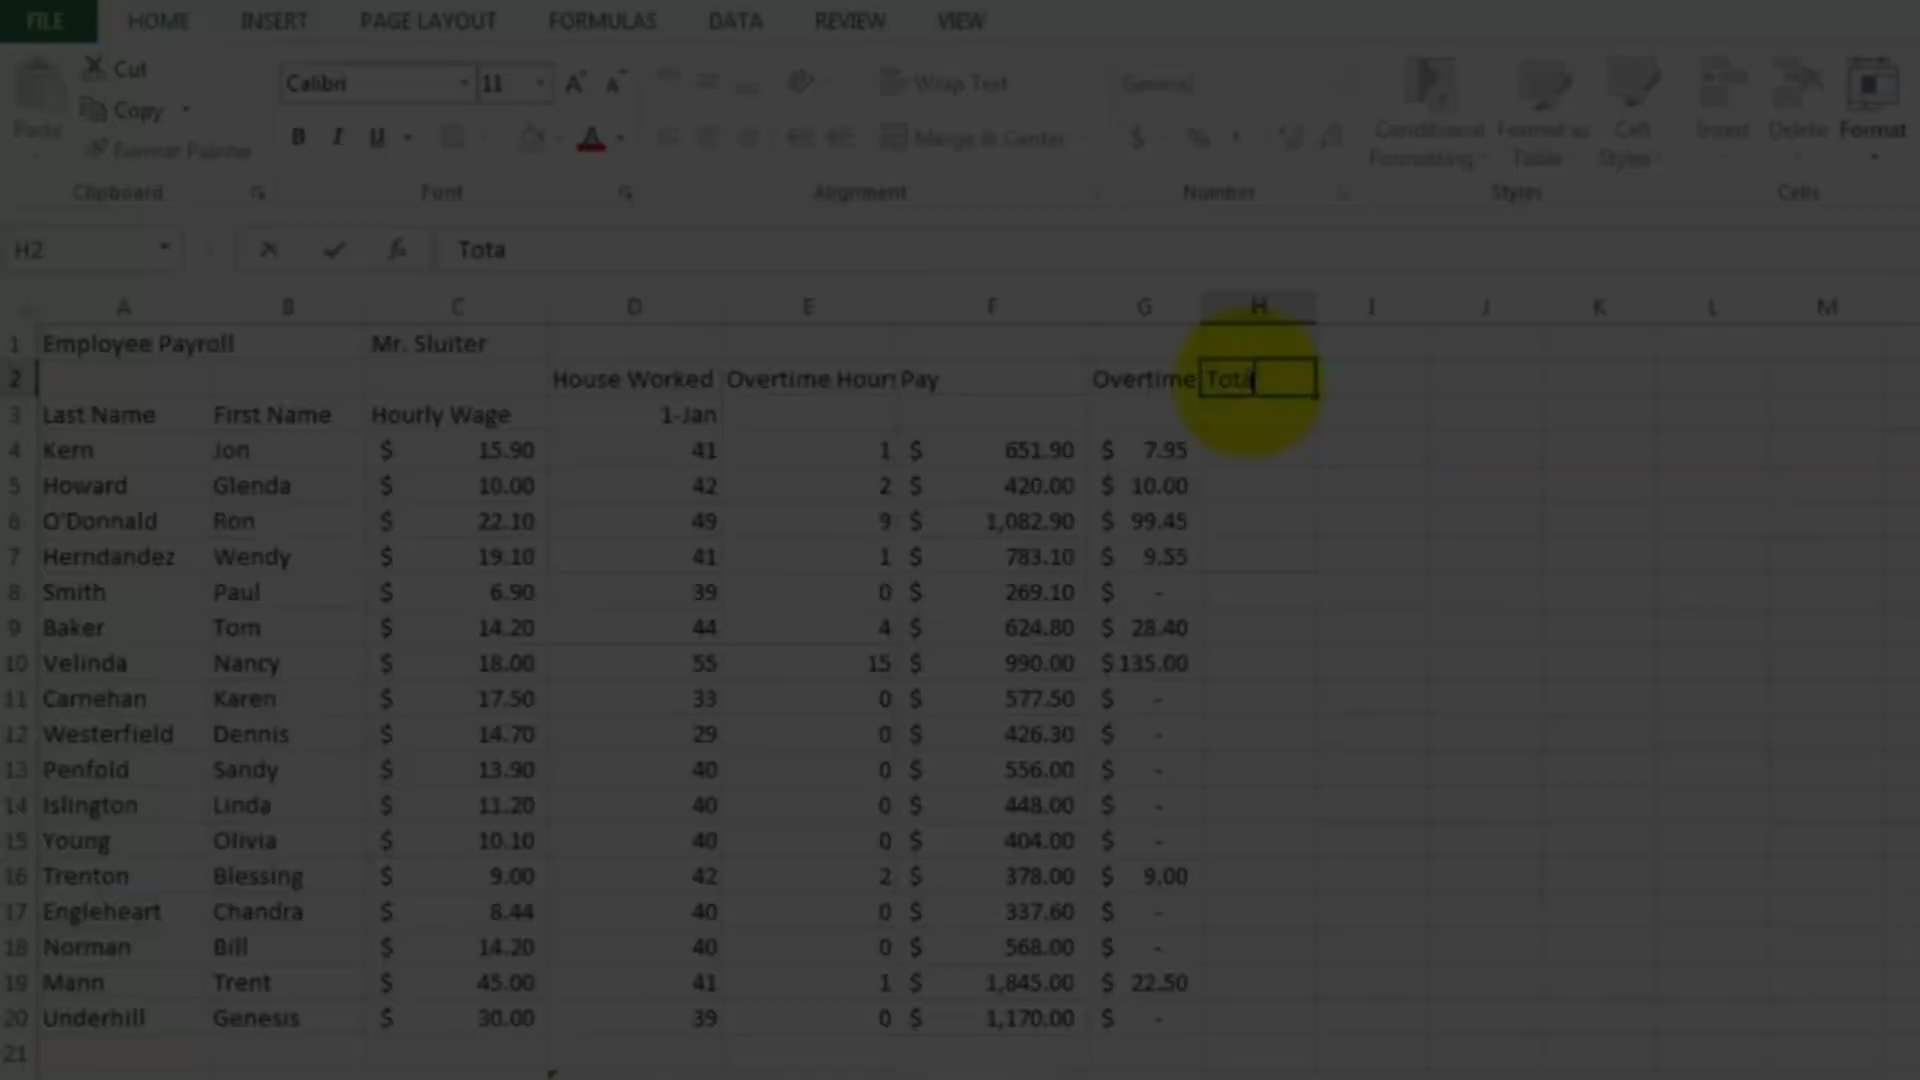 FILE HOME INSERT PAGE LAYOUT FORMULAS DATA REVIEW VIEW
Cut
Calibri 11 A A Wrap Text General
Copy
Paste Format Painter B I U A Merge & Center $ % Conditional Formatting Format as Table Cell Styles Insert Delete Format
Clipboard Font Alignment Number Styles Cells
H2 fx Tota
A B C D E F G H I J K L M
1 Employee Payroll Mr. Sluiter
2 House Worked Overtime Hour Pay Overtime Tota
3 Last Name First Name Hourly Wage 1-Jan
4 Kern Jon $ 15.90 41 1 $ 651.90 $ 7.95
5 Howard Glenda $ 10.00 42 2 $ 420.00 $ 10.00
6 O'Donnald Ron $ 22.10 49 9 $ 1,082.90 $ 99.45
7 Herndandez Wendy $ 19.10 41 1 $ 783.10 $ 9.55
8 Smith Paul $ 6.90 39 0 $ 269.10 $ -
9 Baker Tom $ 14.20 44 4 $ 624.80 $ 28.40
10 Velinda Nancy $ 18.00 55 15 $ 990.00 $ 135.00
11 Carnehan Karen $ 17.50 33 0 $ 577.50 $ -
12 Westerfield Dennis $ 14.70 29 0 $ 426.30 $ -
13 Penfold Sandy $ 13.90 40 0 $ 556.00 $ -
14 Islington Linda $ 11.20 40 0 $ 448.00 $ -
15 Young Olivia $ 10.10 40 0 $ 404.00 $ -
16 Trenton Blessing $ 9.00 42 2 $ 378.00 $ 9.00
17 Engleheart Chandra $ 8.44 40 0 $ 337.60 $ -
18 Norman Bill $ 14.20 40 0 $ 568.00 $ -
19 Mann Trent $ 45.00 41 1 $ 1,845.00 $ 22.50
20 Underhill Genesis $ 30.00 39 0 $ 1,170.00 $ -
21